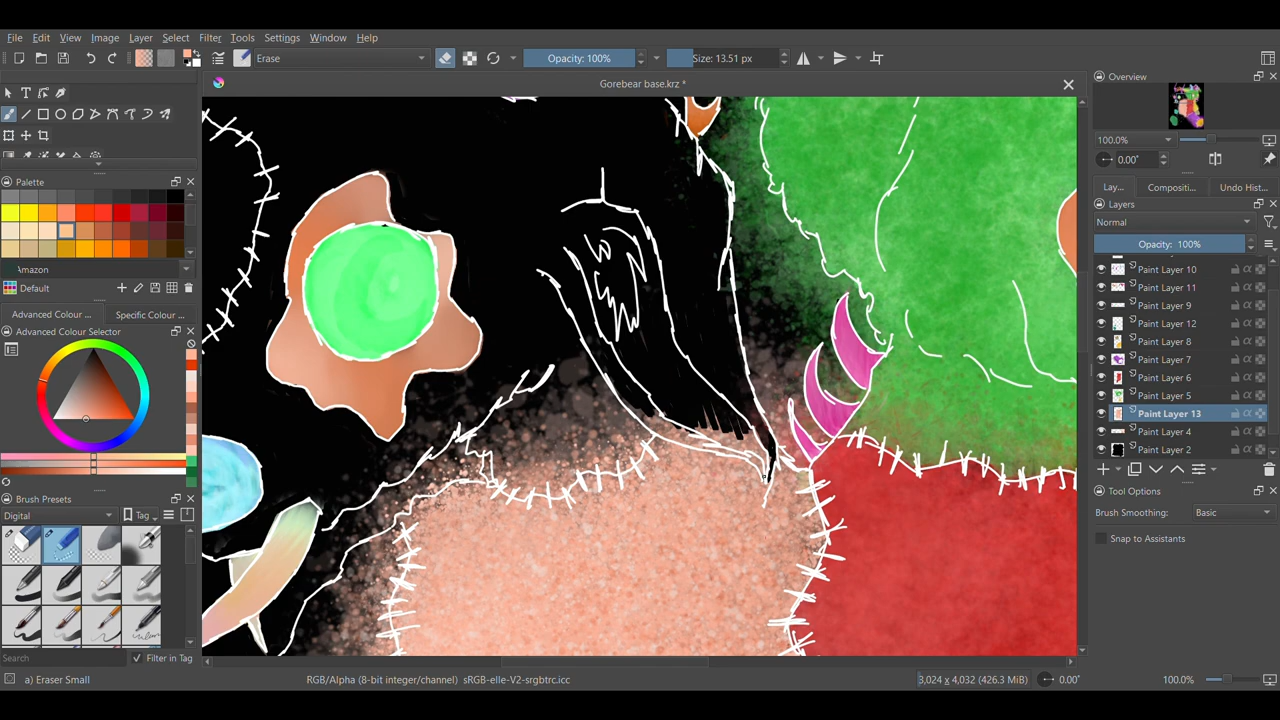 File Edit View Image Layer Select Filter Tools Settings Window Help
Erase Opacity: 100% Size: 13.51 px
Gorebear base.krz *
Overview
100.0%
0.00°
Palette
Amazon
Default
Advanced Colour ... Specific Colour ...
Advanced Colour Selector
Brush Presets
Digital Tag
Search Filter in Tag
Lay... Compositi... Undo Hist...
Layers
Normal
Opacity: 100%
Paint Layer 10
Paint Layer 11
Paint Layer 9
Paint Layer 12
Paint Layer 8
Paint Layer 7
Paint Layer 6
Paint Layer 5
Paint Layer 13
Paint Layer 4
Paint Layer 2
Tool Options
Brush Smoothing: Basic
Snap to Assistants
a) Eraser Small RGB/Alpha (8-bit integer/channel) sRGB-elle-V2-srgbtrc.icc 3,024 x 4,032 (426.3 MiB) 0.00° 100.0%